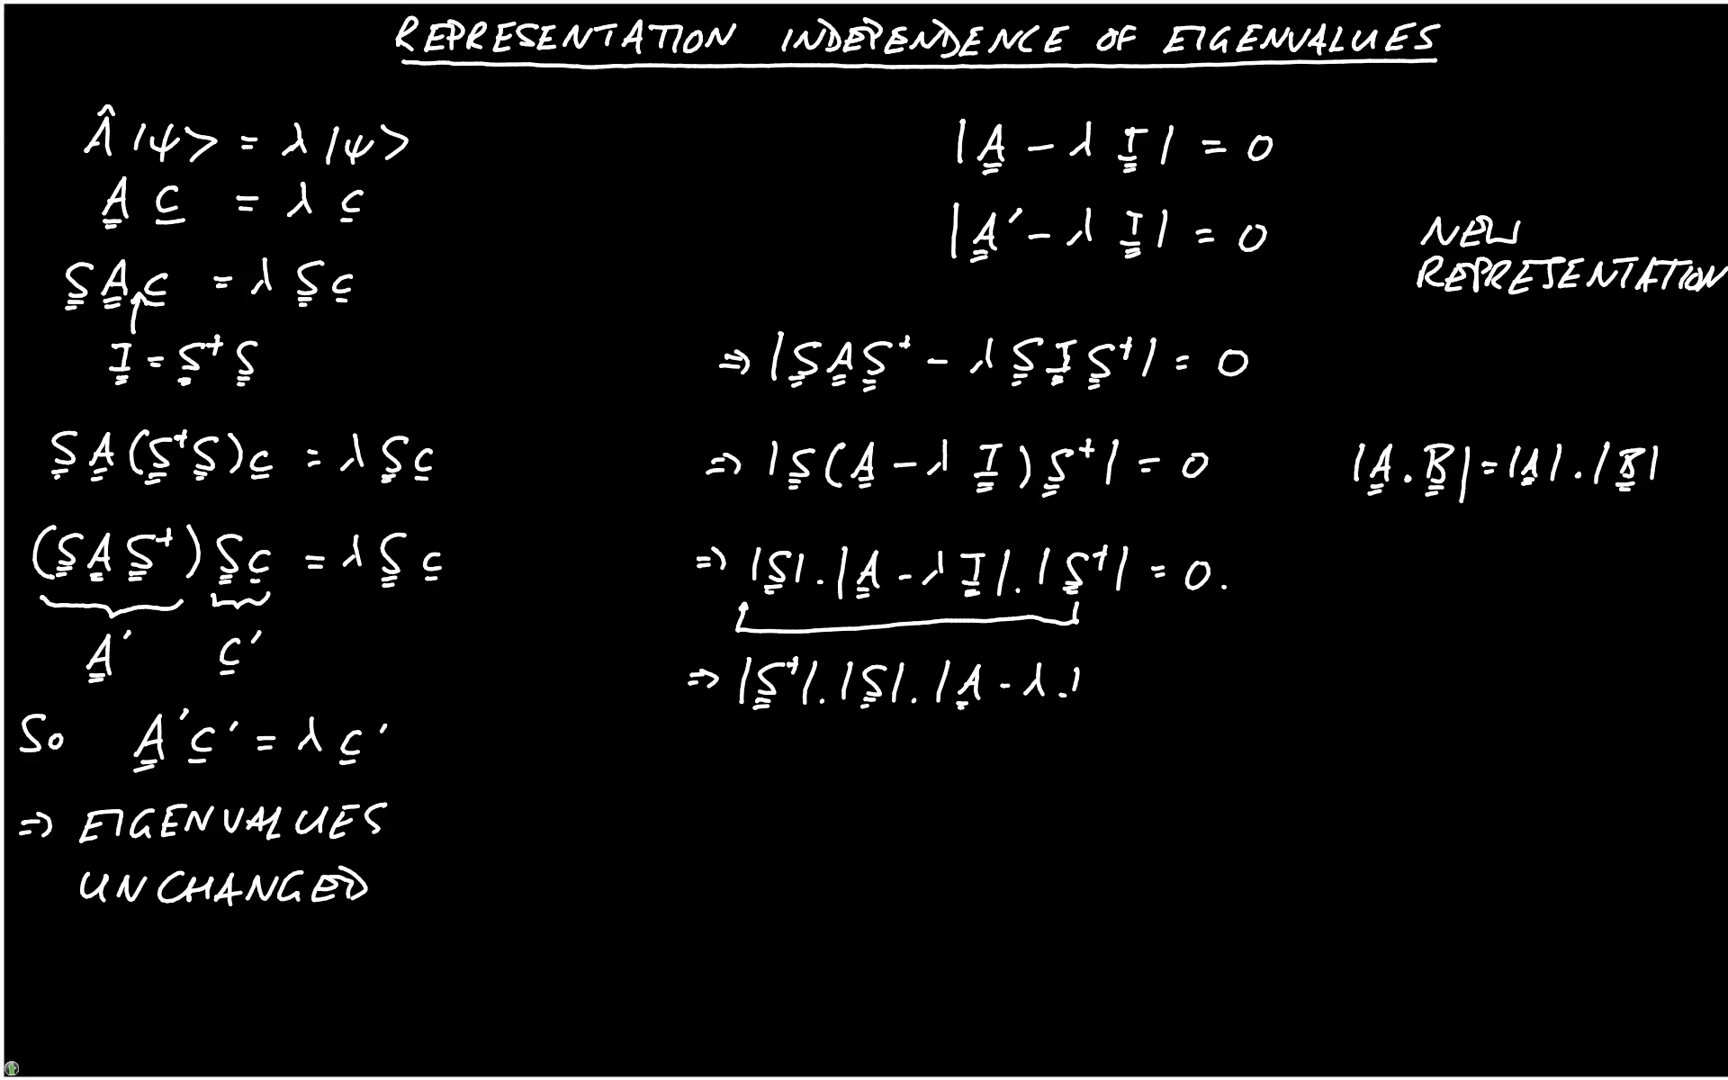 REPRESENTATION INDEPENDENCE OF EIGENVALUES
Â |ψ> = λ |ψ>
A c = λ c
S A c = λ S c
I = S⁺ S
S A (S⁺ S) c = λ S c
(S A S⁺) S c = λ S c
A′ c′
So A′ c′ = λ c′
⇒ EIGENVALUES
UNCHANGED
|A - λ I| = 0
|A′ - λ I| = 0
NEW
REPRESENTATION
⇒ |S A S⁺ - λ S I S⁺| = 0
⇒ |S (A - λ I) S⁺| = 0
|A . B| = |A| . |B|
⇒ |S| . |A - λ I| . |S⁺| = 0.
⇒ |S⁺| . |S| . |A - λ